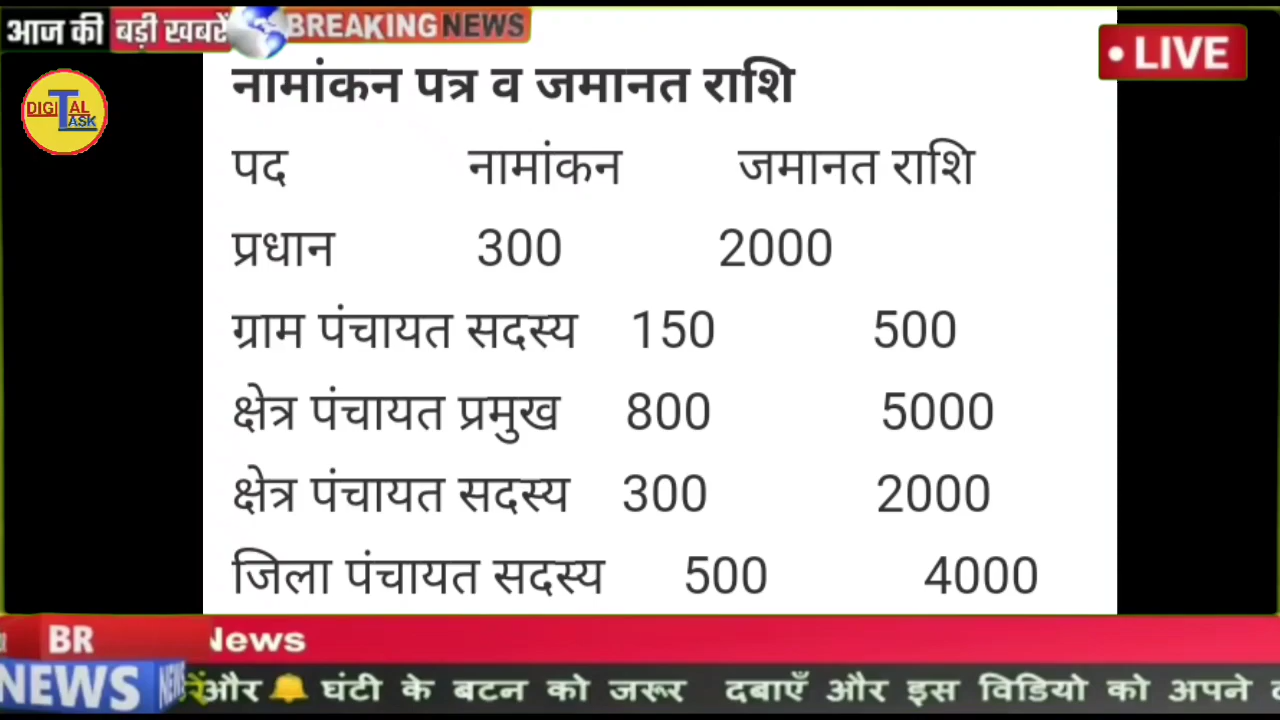 आज की बड़ी खबरें BREAKING NEWS
• LIVE
DIGITAL TASK
नामांकन पत्र व जमानत राशि
पद नामांकन जमानत राशि
प्रधान 300 2000
ग्राम पंचायत सदस्य 150 500
क्षेत्र पंचायत प्रमुख 800 5000
क्षेत्र पंचायत सदस्य 300 2000
जिला पंचायत सदस्य 500 4000
BR News
NEWS NEWS और 🔔 घंटी के बटन को जरूर दबाएँ और इस विडियो को अपने